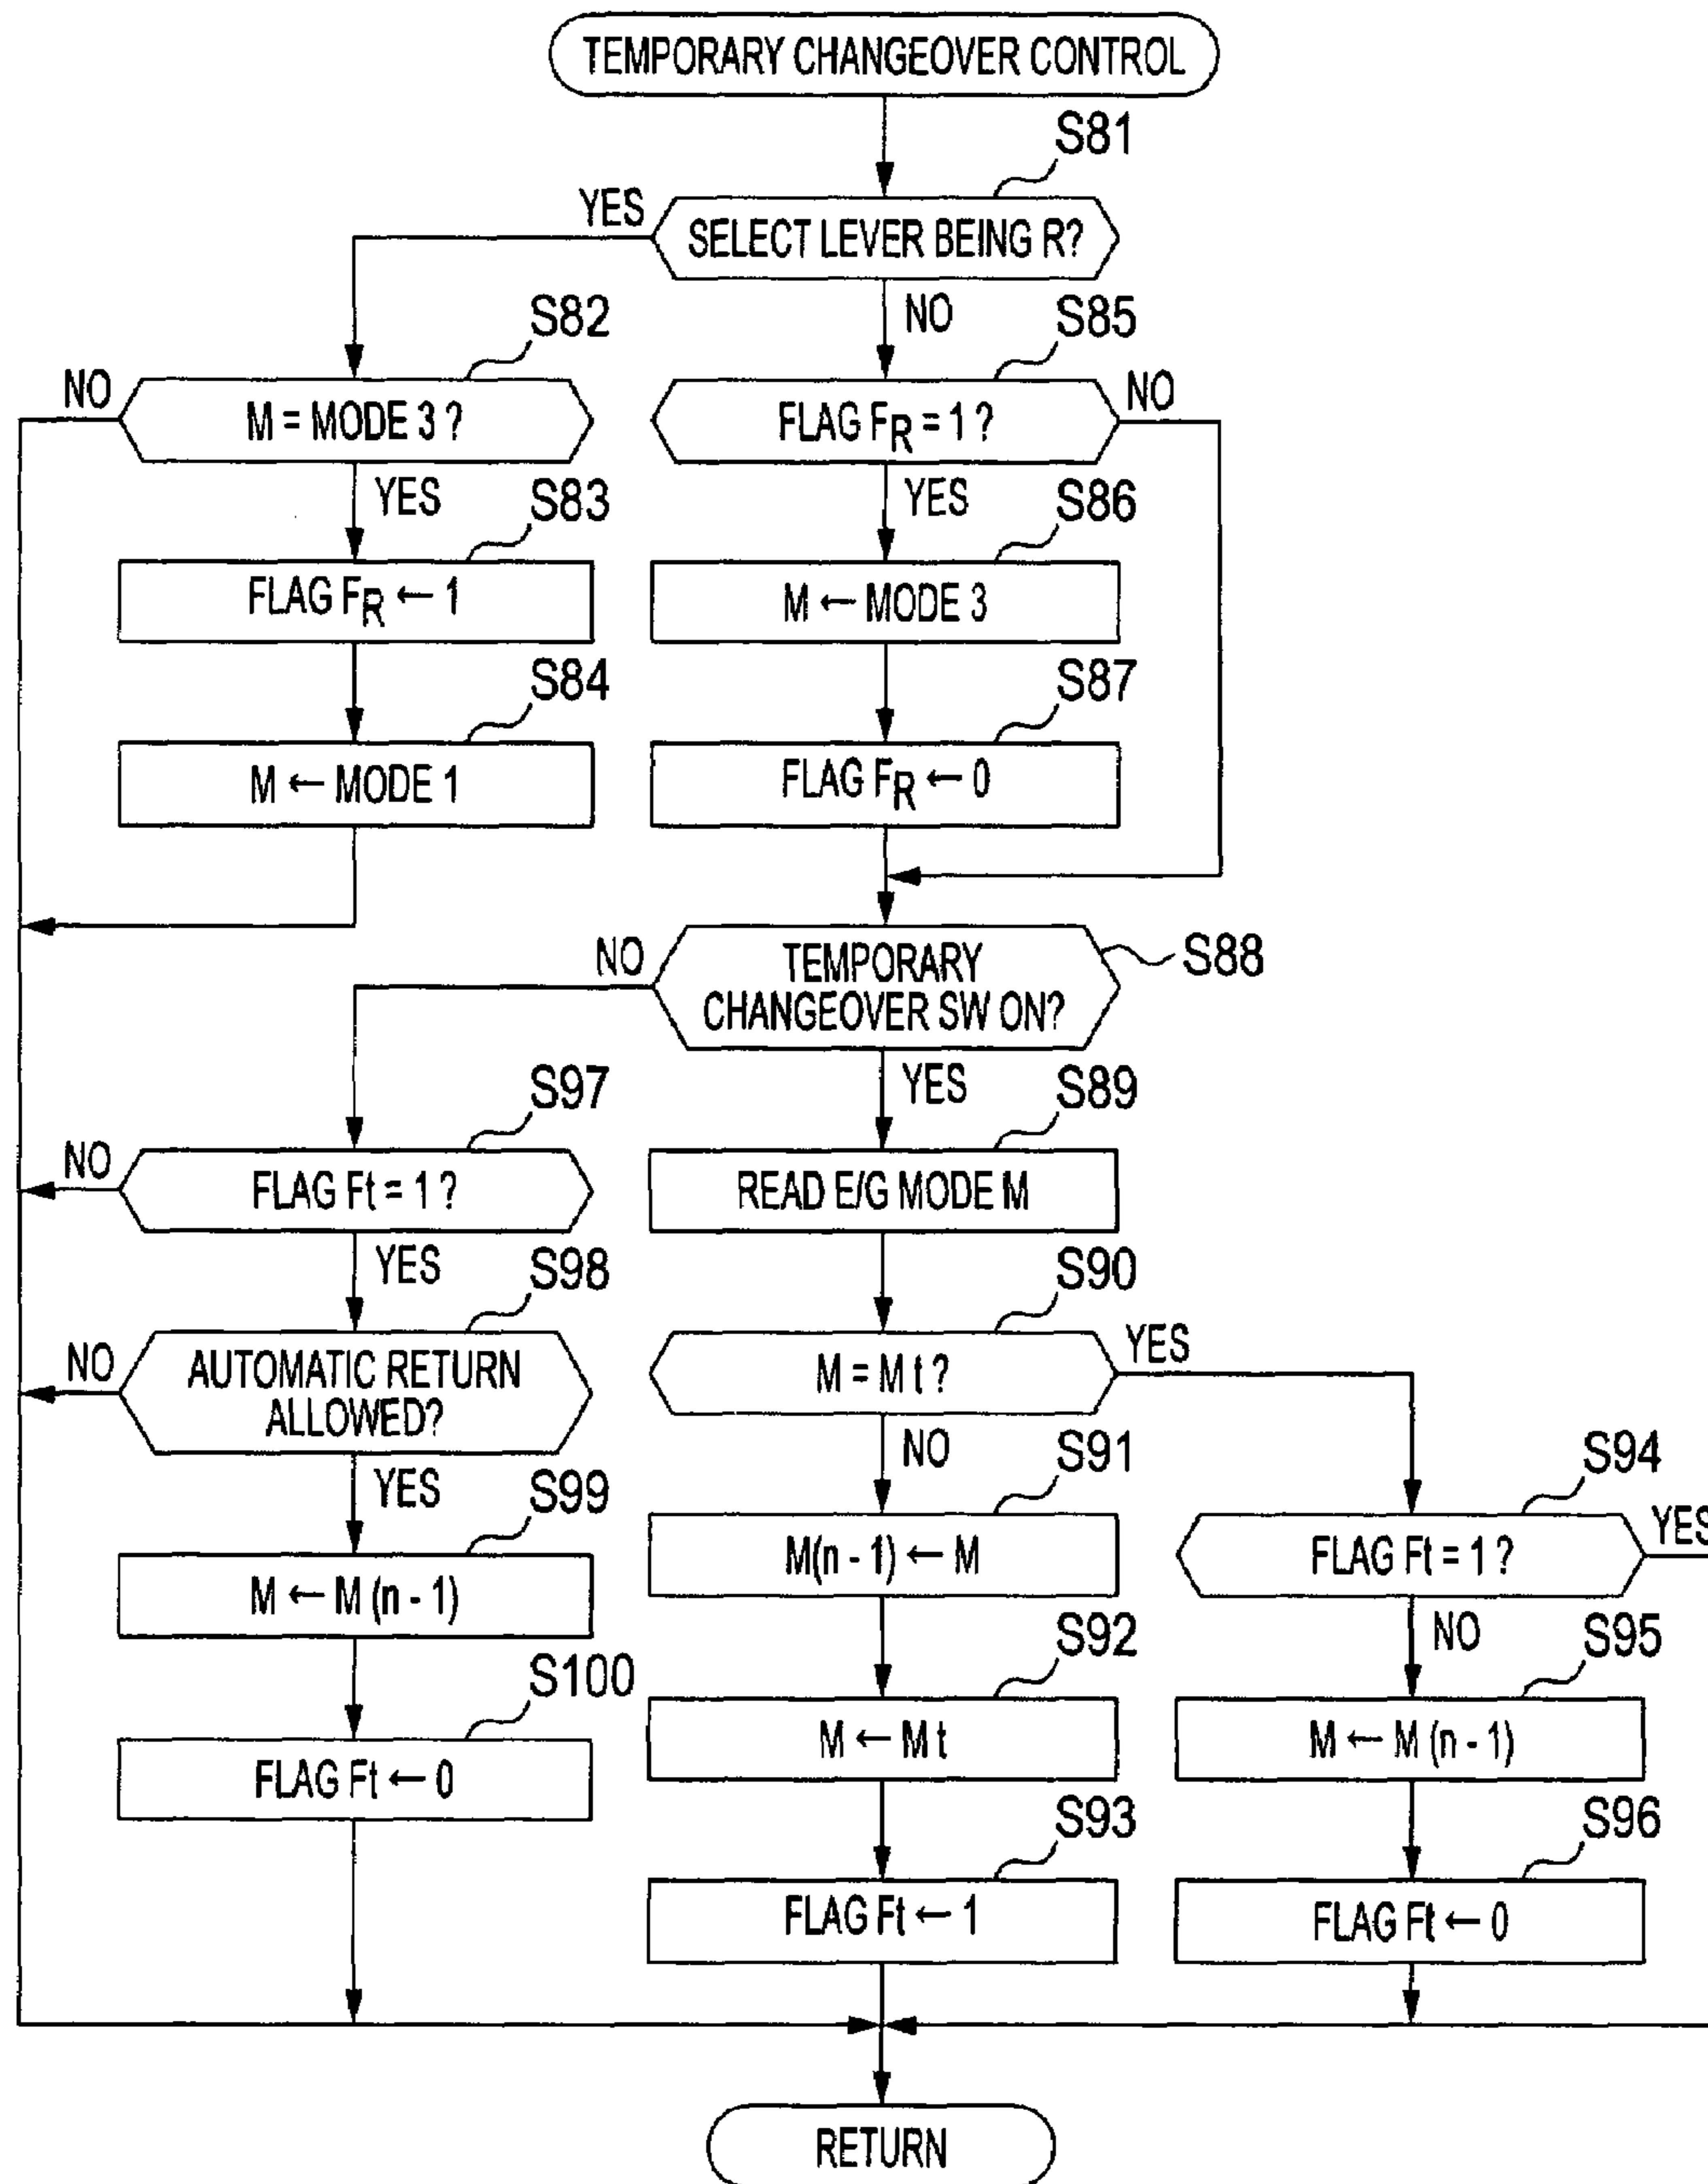 TEMPORARY CHANGEOVER CONTROL
S81
YES
SELECT LEVER BEING R?
NO
S82
NO
M = MODE 3 ?
YES
S83
FLAG FR ← 1
S84
M ← MODE 1
S85
FLAG FR = 1 ?
NO
YES
S86
M ← MODE 3
S87
FLAG FR ← 0
S88
NO
TEMPORARY
CHANGEOVER SW ON?
YES
S97
NO
FLAG Ft = 1 ?
YES
S98
NO
AUTOMATIC RETURN
ALLOWED?
YES
S99
M ← M (n - 1)
S100
FLAG Ft ← 0
S89
READ E/G MODE M
S90
M = M t ?
YES
NO
S91
M(n - 1) ← M
S92
M ← M t
S93
FLAG Ft ← 1
S94
FLAG Ft = 1 ?
YES
NO
S95
M ← M (n - 1)
S96
FLAG Ft ← 0
RETURN